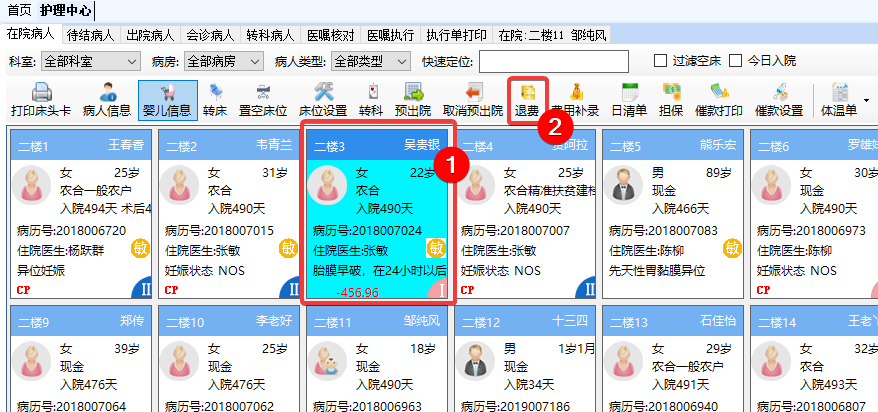 首页 护理中心
在院病人 待结病人 出院病人 会诊病人 转科病人 医嘱核对 医嘱执行 执行单打印 在院:二楼11 邹纯风
科室: 全部科室 病房: 全部病房 病人类型: 全部类型 快速定位: 过滤空床 今日入院
打印床头卡 病人信息 婴儿信息 转床 置空床位 床位设置 转科 预出院 取消预出院 退费 费用补录 日清单 担保 催款打印 催款设置 体温单
1 2
二楼1 王春香
女 25岁
农合一般农户
入院494天 术后4
病历号:2018006720
住院医生:杨跃群 敏
异位妊娠
CP II
二楼2 韦青兰
女 31岁
农合
入院490天
病历号:2018007015
住院医生:张敏 敏
妊娠状态 NOS
CP II
二楼3 吴贵银
女 22岁
农合
入院490天
病历号:2018007024
住院医生:张敏 敏
胎膜早破，在24小时以后
-456.96 I
二楼4 贺阿拉
女 25岁
农合精准扶贫建档
入院490天
病历号:2018007007
住院医生:张敏
妊娠状态 NOS
CP II
二楼5 熊乐宏
男 89岁
现金
入院466天
病历号:2018007083
住院医生:陈柳 敏
先天性胃黏膜异位
二楼6
女 30岁
现金
入院490天
病历号:2018006973
住院医生:陈柳
妊娠状态 NOS
CP
二楼9 郑传
女 39岁
现金
入院476天
病历号:2018007064
二楼10 李老好
女 25岁
现金
入院476天
病历号:2018007062
二楼11 邹纯风
女 18岁
现金
入院490天
病历号:2018006963
二楼12 十三四
男 1岁1月
现金
入院34天
病历号:2019007186
二楼13 石佳怡
女 29岁
农合一般农户
入院491天
病历号:2018006940
二楼14
女 32岁
农合
入院493天
病历号:2018006807